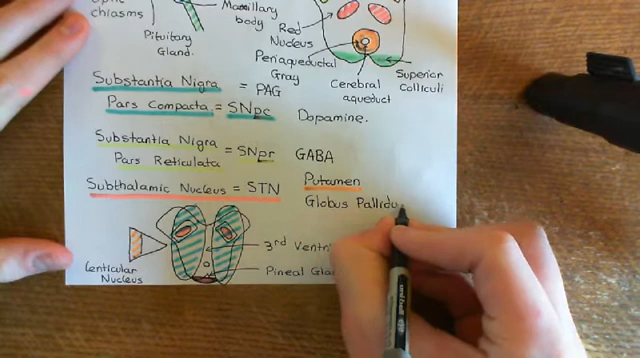 chiasms
Pituitary
Gland.
Mamillary
body
Red
Nucleus
Periaqueductal
Gray
= PAG
Cerebral
aqueduct
Superior
Colliculi
Substantia Nigra
Pars Compacta = SNpc
Dopamine.
Substantia Nigra
Pars Reticulata = SNpr
GABA
Subthalamic Nucleus = STN
Putamen
Globus Pallidu
Lenticular
Nucleus
3rd Ventri
Pineal Gla